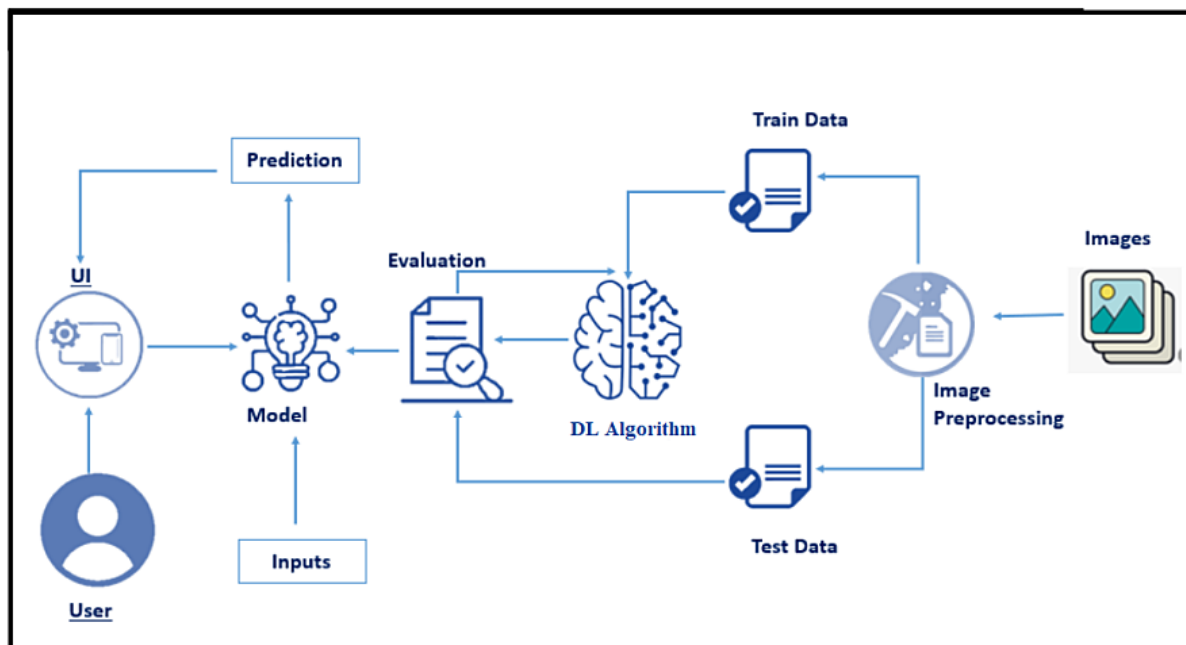 Train Data
Prediction
Images
Evaluation
UI
Image
Preprocessing
Model
DL Algorithm
Test Data
Inputs
User